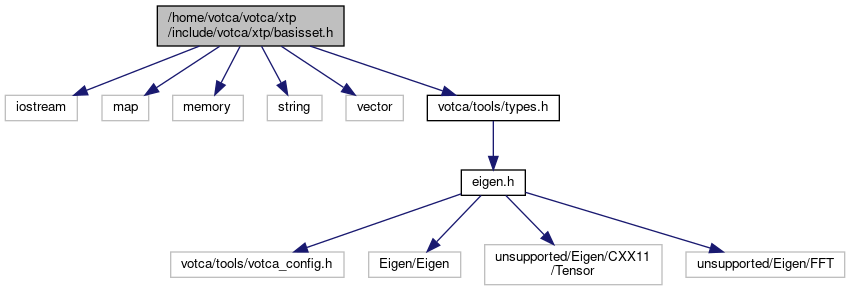 /home/votca/votca/xtp
/include/votca/xtp/basisset.h
iostream
map
memory
string
vector
votca/tools/types.h
eigen.h
votca/tools/votca_config.h
Eigen/Eigen
unsupported/Eigen/CXX11
/Tensor
unsupported/Eigen/FFT